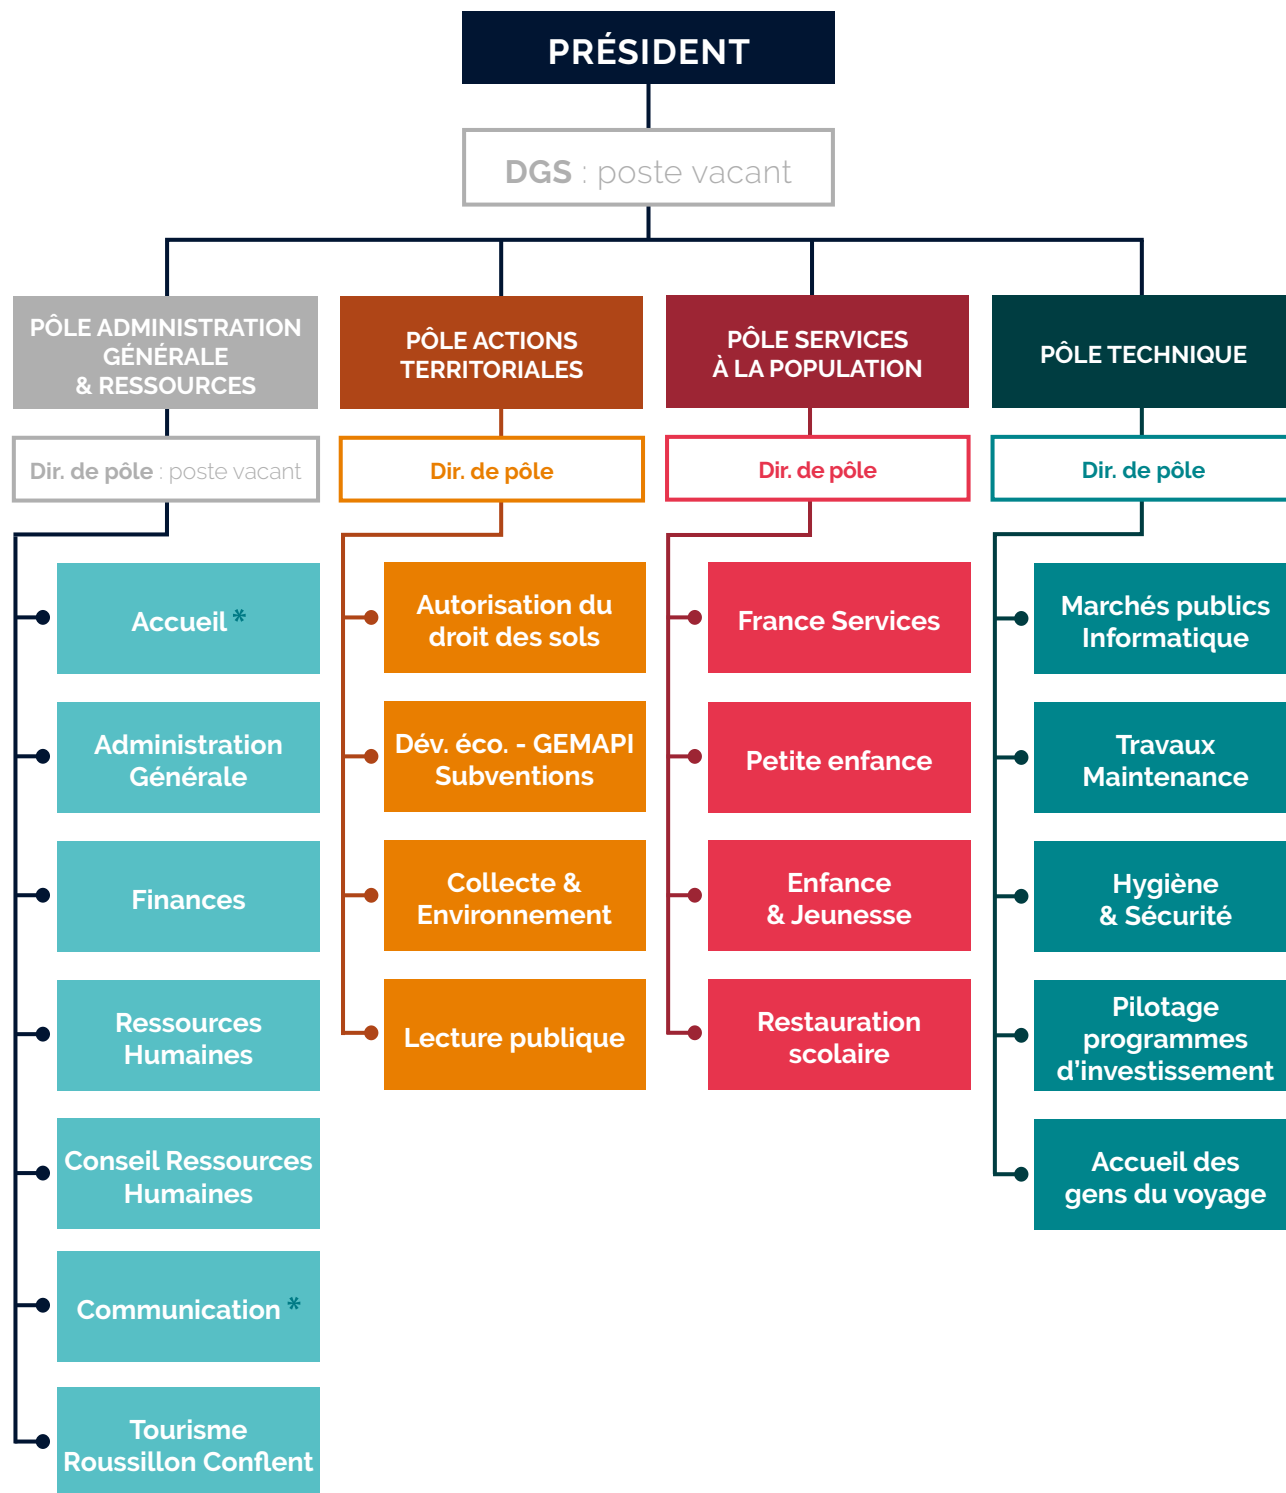 PRÉSIDENT
DGS : poste vacant
PÔLE ADMINISTRATION
GÉNÉRALE
& RESSOURCES
Dir. de pôle : poste vacant
Accueil *
Administration
Générale
Finances
Ressources
Humaines
Conseil Ressources
Humaines
Communication *
Tourisme
Roussillon Conflent
PÔLE ACTIONS
TERRITORIALES
Dir. de pôle
Autorisation du
droit des sols
Dév. éco. - GEMAPI
Subventions
Collecte &
Environnement
Lecture publique
PÔLE SERVICES
À LA POPULATION
Dir. de pôle
France Services
Petite enfance
Enfance
& Jeunesse
Restauration
scolaire
PÔLE TECHNIQUE
Dir. de pôle
Marchés publics
Informatique
Travaux
Maintenance
Hygiène
& Sécurité
Pilotage
programmes
d'investissement
Accueil des
gens du voyage